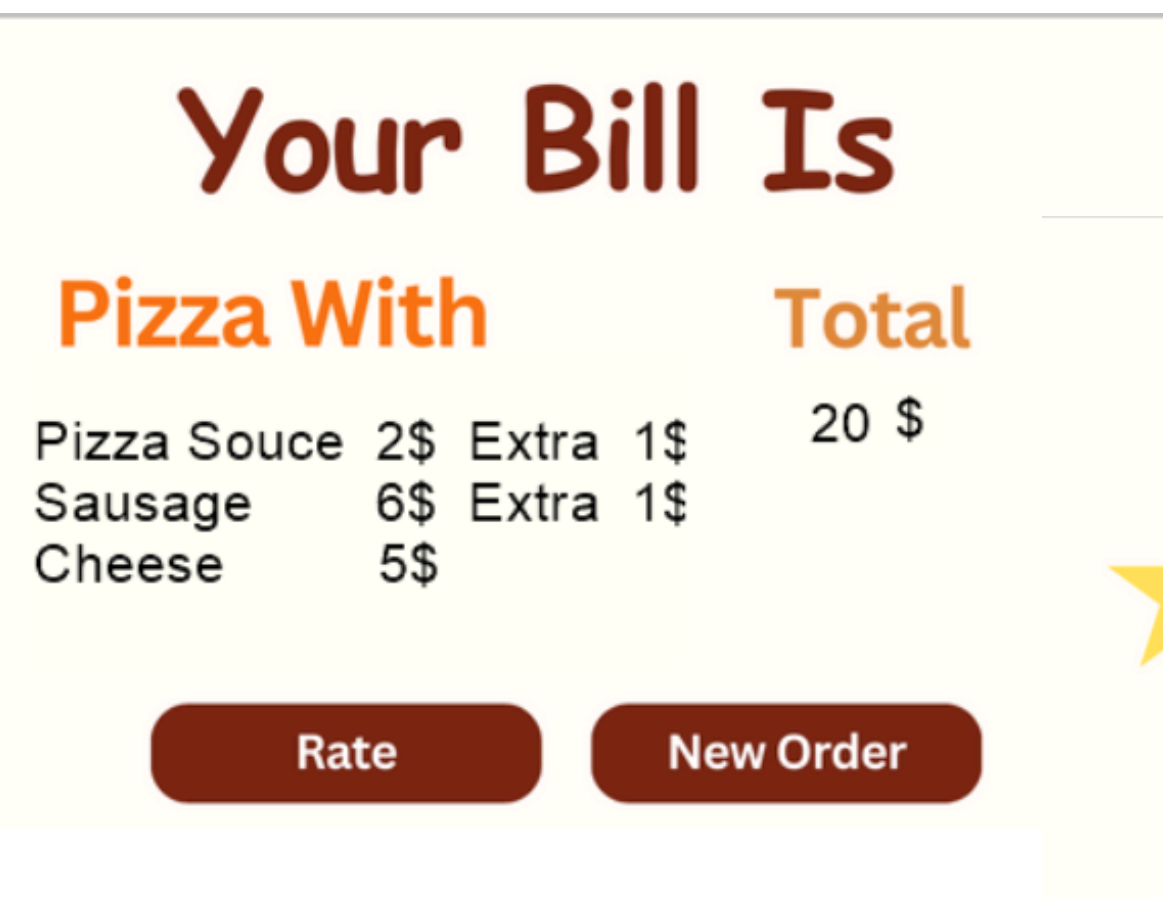 Your Bill Is
Pizza With
Total
Pizza Souce 2$ Extra 1$
20 $
Sausage 6$ Extra 1$
Cheese 5$
Rate
New Order